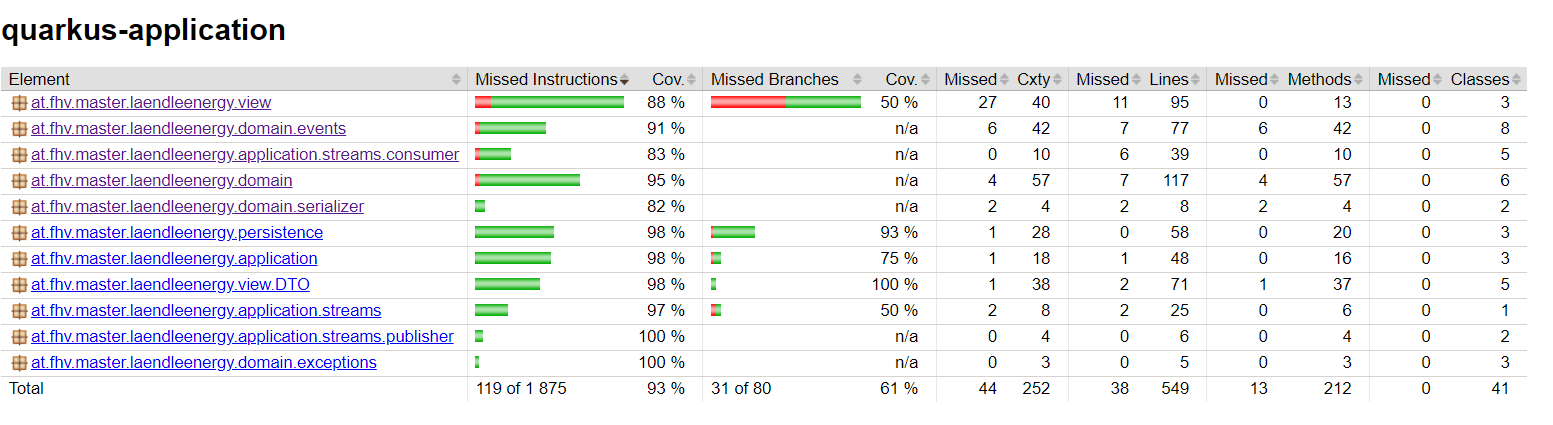 quarkus-application
Element Missed Instructions Cov. Missed Branches Cov. Missed Cxty Missed Lines Missed Methods Missed Classes
at.fhv.master.laendleenergy.view 88 % 50 % 27 40 11 95 0 13 0 3
at.fhv.master.laendleenergy.domain.events 91 % n/a 6 42 7 77 6 42 0 8
at.fhv.master.laendleenergy.application.streams.consumer 83 % n/a 0 10 6 39 0 10 0 5
at.fhv.master.laendleenergy.domain 95 % n/a 4 57 7 117 4 57 0 6
at.fhv.master.laendleenergy.domain.serializer 82 % n/a 2 4 2 8 2 4 0 2
at.fhv.master.laendleenergy.persistence 98 % 93 % 1 28 0 58 0 20 0 3
at.fhv.master.laendleenergy.application 98 % 75 % 1 18 1 48 0 16 0 3
at.fhv.master.laendleenergy.view.DTO 98 % 100 % 1 38 2 71 1 37 0 5
at.fhv.master.laendleenergy.application.streams 97 % 50 % 2 8 2 25 0 6 0 1
at.fhv.master.laendleenergy.application.streams.publisher 100 % n/a 0 4 0 6 0 4 0 2
at.fhv.master.laendleenergy.domain.exceptions 100 % n/a 0 3 0 5 0 3 0 3
Total 119 of 1 875 93 % 31 of 80 61 % 44 252 38 549 13 212 0 41